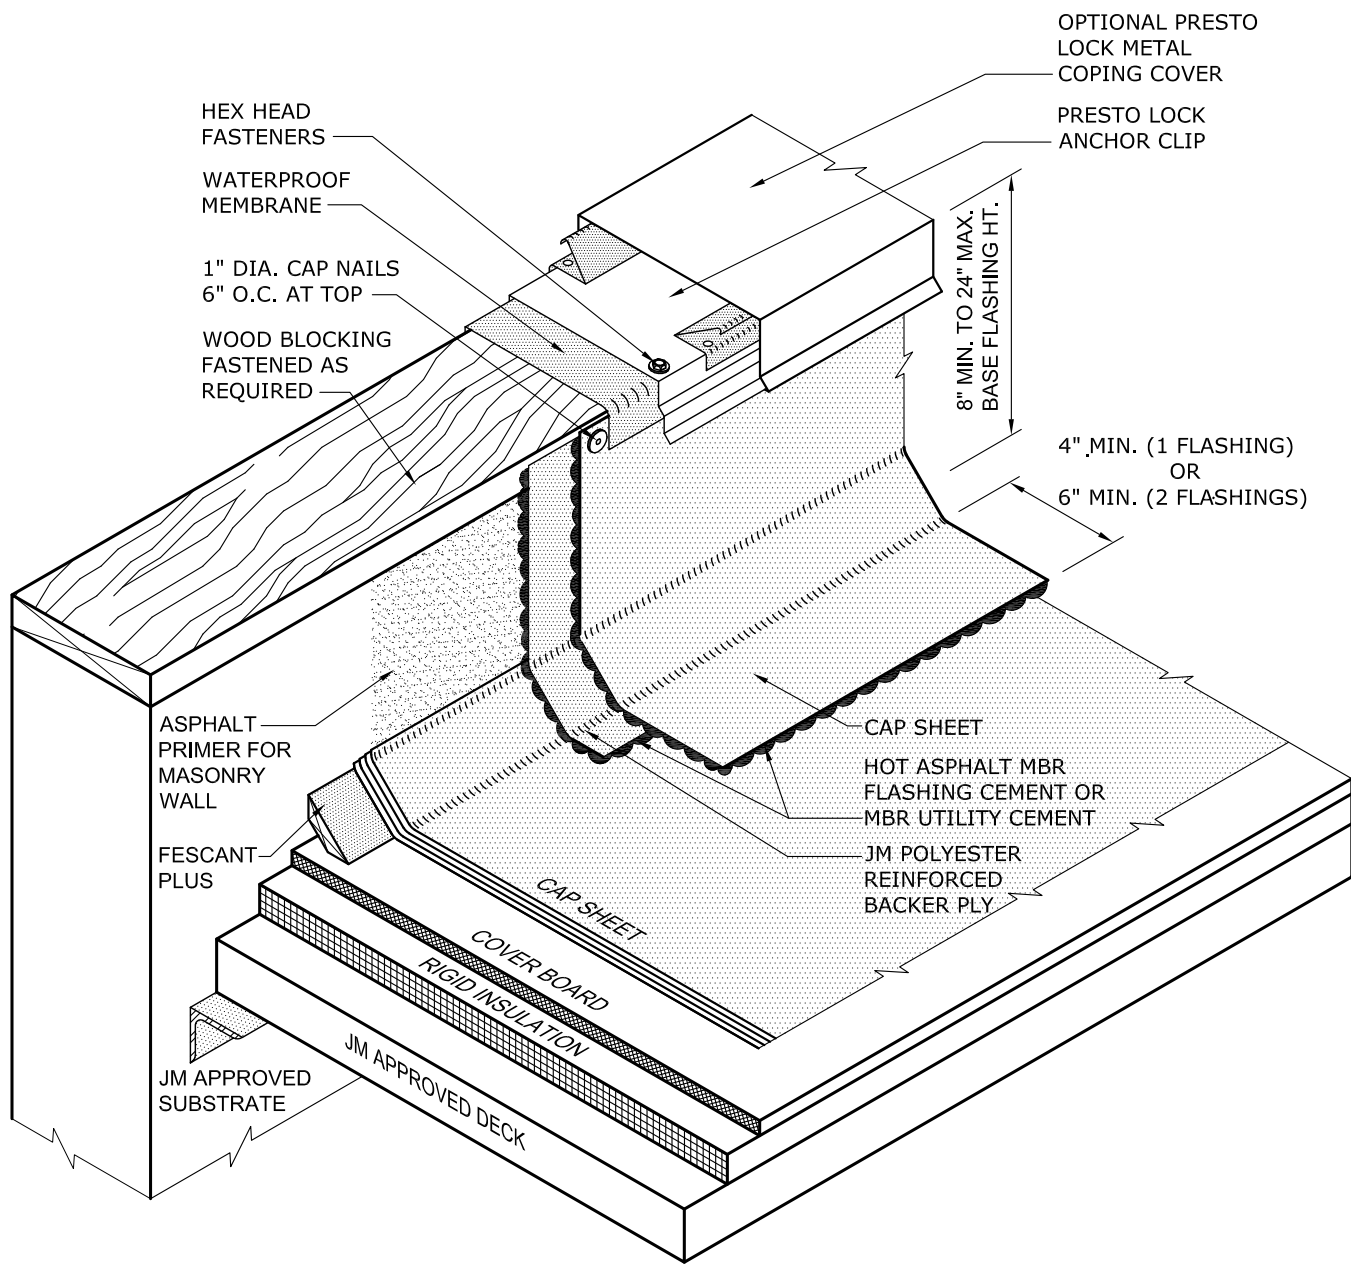 OPTIONAL PRESTO
LOCK METAL
COPING COVER
PRESTO LOCK
ANCHOR CLIP
HEX HEAD
FASTENERS
WATERPROOF
MEMBRANE
1" DIA. CAP NAILS
6" O.C. AT TOP
WOOD BLOCKING
FASTENED AS
REQUIRED
8" MIN. TO 24" MAX.
BASE FLASHING HT.
4" MIN. (1 FLASHING)
OR
6" MIN. (2 FLASHINGS)
ASPHALT
PRIMER FOR
MASONRY
WALL
FESCANT
PLUS
CAP SHEET
HOT ASPHALT MBR
FLASHING CEMENT OR
MBR UTILITY CEMENT
JM POLYESTER
REINFORCED
BACKER PLY
CAP SHEET
COVER BOARD
RIGID INSULATION
JM APPROVED DECK
JM APPROVED
SUBSTRATE